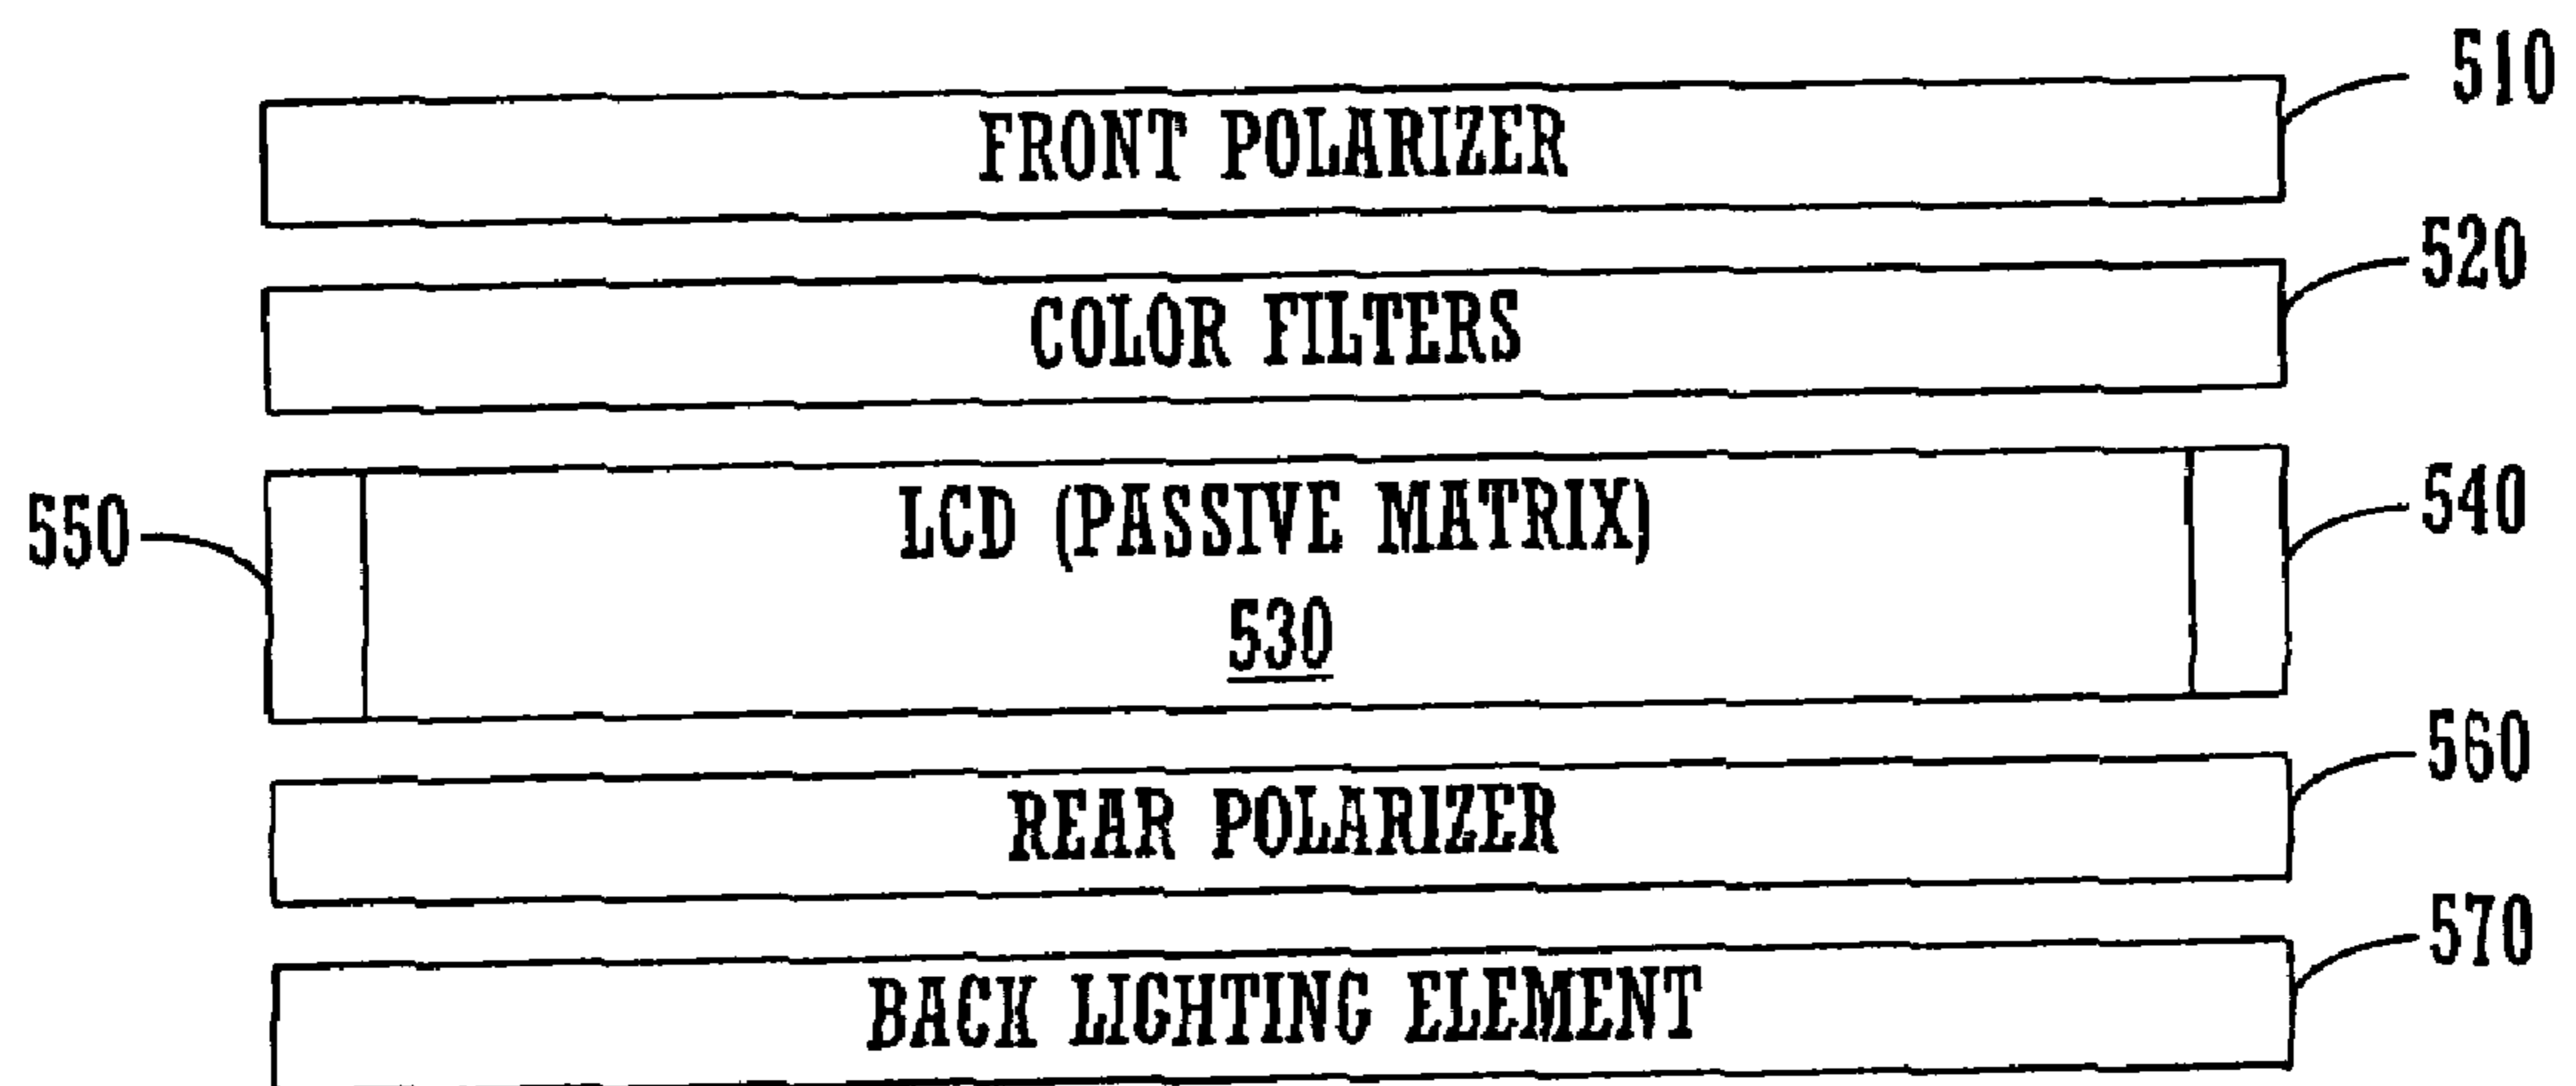 510
FRONT POLARIZER
520
COLOR FILTERS
550
LCD (PASSIVE MATRIX)
540
530
560
REAR POLARIZER
570
BACK LIGHTING ELEMENT